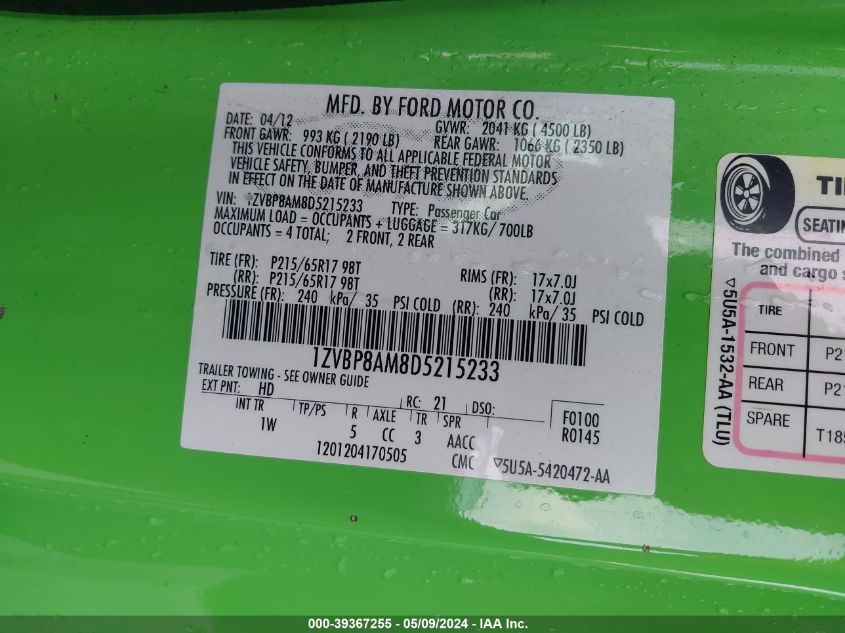 MFD. BY FORD MOTOR CO.
DATE: 04/12 GVWR: 2041 KG ( 4500 LB)
FRONT GAWR: 993 KG ( 2190 LB) REAR GAWR: 1066 KG ( 2350 LB)
THIS VEHICLE CONFORMS TO ALL APPLICABLE FEDERAL MOTOR
VEHICLE SAFETY, BUMPER, AND THEFT PREVENTION STANDARDS
IN EFFECT ON THE DATE OF MANUFACTURE SHOWN ABOVE.
VIN: 1ZVBP8AM8D5215233 TYPE: Passenger Car
MAXIMUM LOAD = OCCUPANTS + LUGGAGE = 317KG/ 700LB
OCCUPANTS = 4 TOTAL; 2 FRONT, 2 REAR
TIRE (FR): P215/65R17 98T RIMS (FR): 17x7.0J
(RR): P215/65R17 98T (RR): 17x7.0J
PRESSURE (FR): 240 kPa/ 35 PSI COLD (RR): 240 kPa/ 35 PSI COLD
1ZVBP8AM8D5215233
TRAILER TOWING - SEE OWNER GUIDE
EXT PNT: HD RC: 21 DSO: F0100
INT TR TP/PS R AXLE TR SPR R0145
1W 5 CC 3 AACC
1201204170505 CMC ▽5U5A-5420472-AA
SEATIN
The combined
and cargo s
TIRE
FRONT P2
REAR P2
SPARE T18
▽5U5A-1532-AA (TLU)
000-39367255 — 05/09/2024 — IAA Inc.